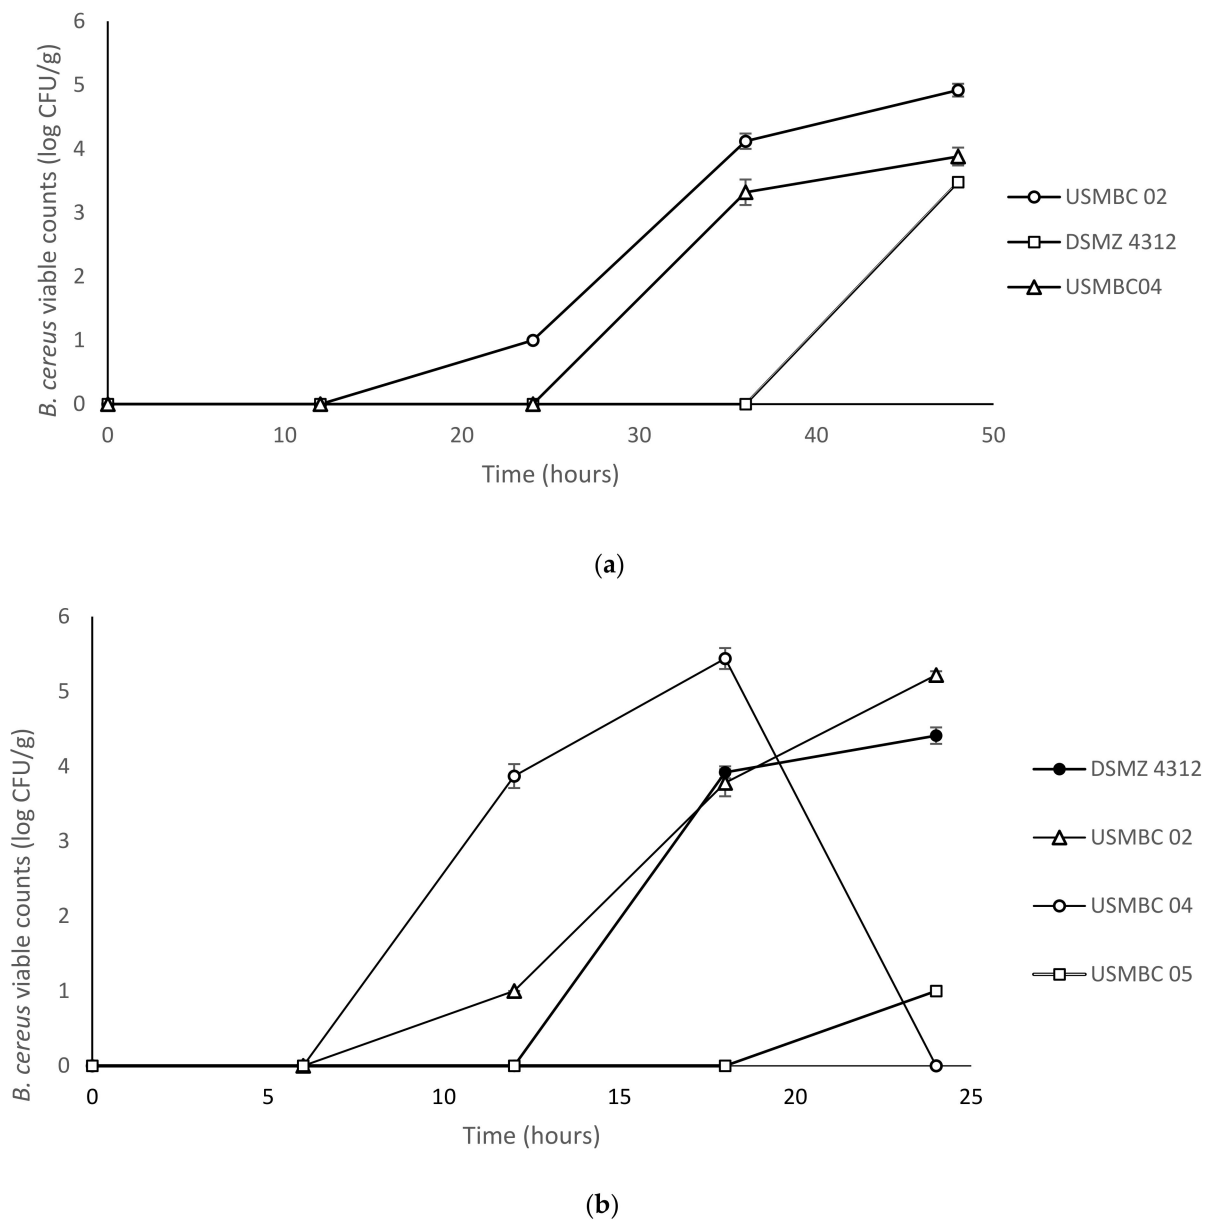 6
5
4
3
2
1
0
B. cereus viable counts (log CFU/g)
0 10 20 30 40 50
Time (hours)
USMBC 02
DSMZ 4312
USMBC04
(a)
6
5
4
3
2
1
0
B. cereus viable counts (log CFU/g)
0 5 10 15 20 25
Time (hours)
DSMZ 4312
USMBC 02
USMBC 04
USMBC 05
(b)